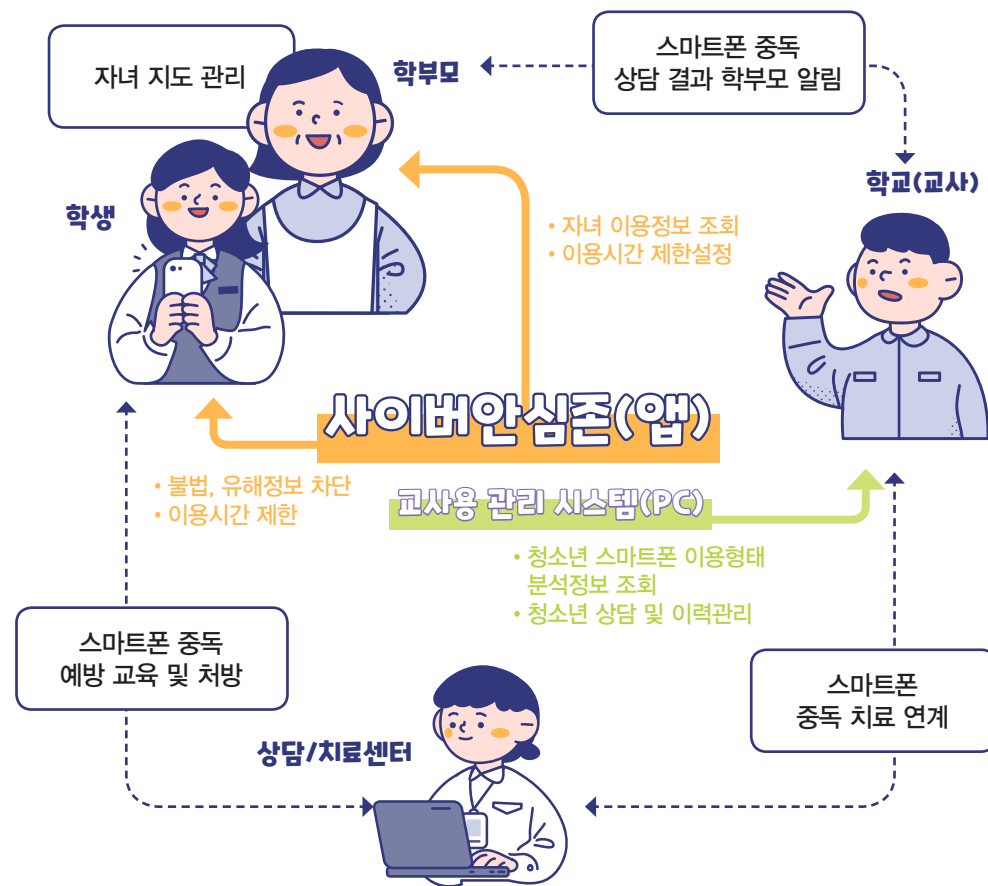 자녀 지도 관리
학부모
스마트폰 중독
상담 결과 학부모 알림
학교(교사)
학생
• 자녀 이용정보 조회
• 이용시간 제한설정
사이버안심존(앱)
• 불법, 유해정보 차단
• 이용시간 제한
교사용 관리 시스템(PC)
• 청소년 스마트폰 이용형태
분석정보 조회
• 청소년 상담 및 이력관리
스마트폰 중독
예방 교육 및 처방
스마트폰
중독 치료 연계
상담/치료센터